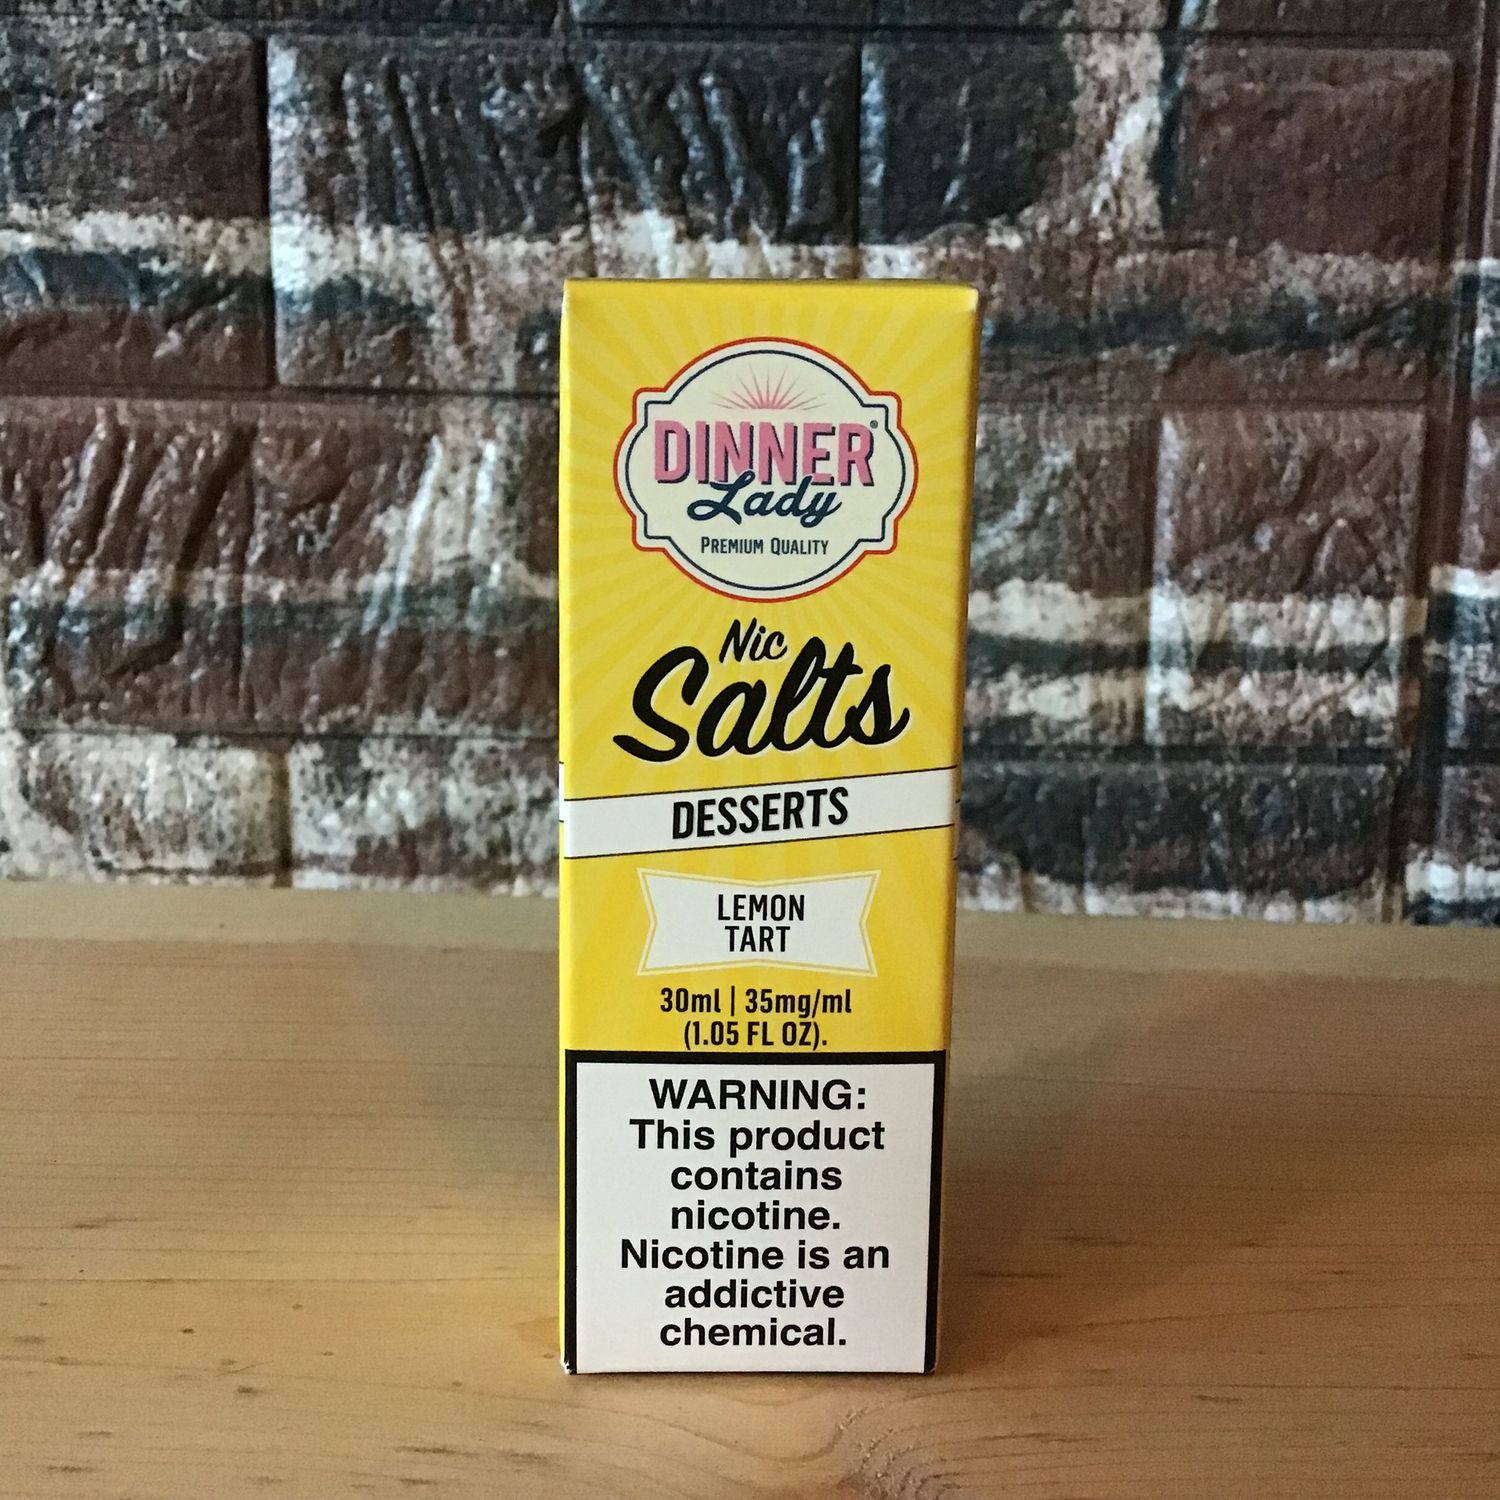 DINNER®
Lady
PREMIUM QUALITY
Nic
Salts
DESSERTS
LEMON
TART
30ml | 35mg/ml
(1.05 FL OZ).
WARNING:
This product
contains
nicotine.
Nicotine is an
addictive
chemical.